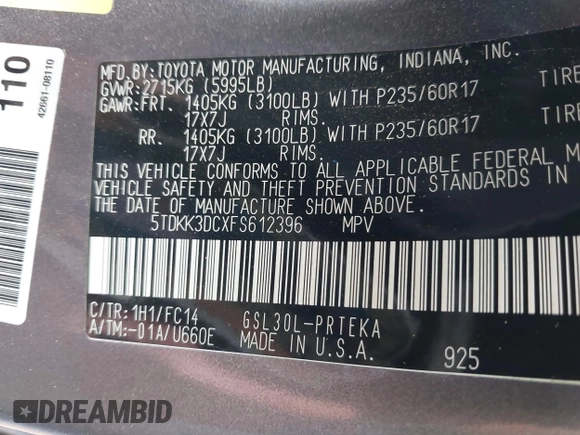 110
42661-08110
MFD.BY:TOYOTA MOTOR MANUFACTURING, INDIANA, INC.
GVWR:2715KG (5995LB)
GAWR:FRT. 1405KG (3100LB) WITH P235/60R17 TIRE
17X7J RIMS.
RR. 1405KG (3100LB) WITH P235/60R17 TIRE
17X7J RIMS.
THIS VEHICLE CONFORMS TO ALL APPLICABLE FEDERAL M
VEHICLE SAFETY AND THEFT PREVENTION STANDARDS IN
THE DATE OF MANUFACTURE SHOWN ABOVE.
5TDKK3DCXFS612396 MPV
C/TR: 1H1/FC14 GSL30L-PRTEKA
A/TM:-01A/U660E MADE IN U.S.A. 925
DREAMBID